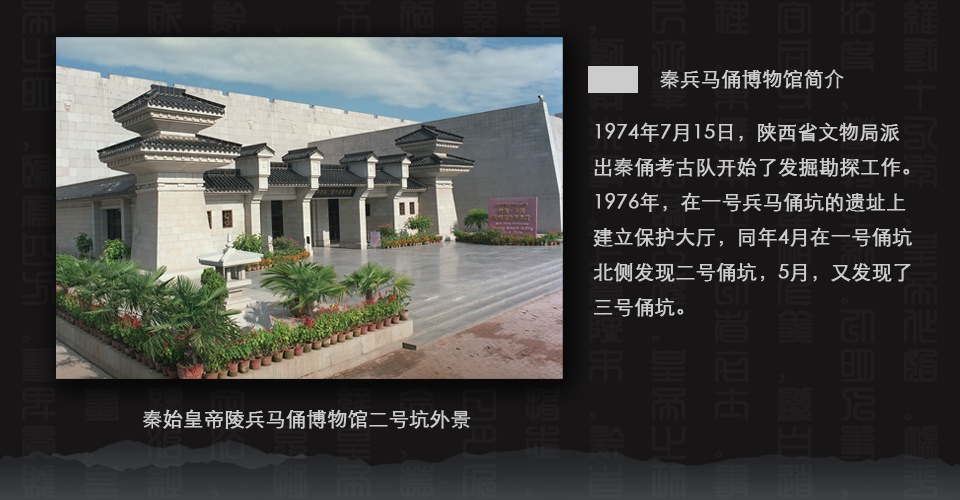 秦兵马俑博物馆简介
1974年7月15日，陕西省文物局派
出秦俑考古队开始了发掘勘探工作。
1976年，在一号兵马俑坑的遗址上
建立保护大厅，同年4月在一号俑坑
北侧发现二号俑坑，5月，又发现了
三号俑坑。
秦始皇帝陵兵马俑博物馆二号坑外景